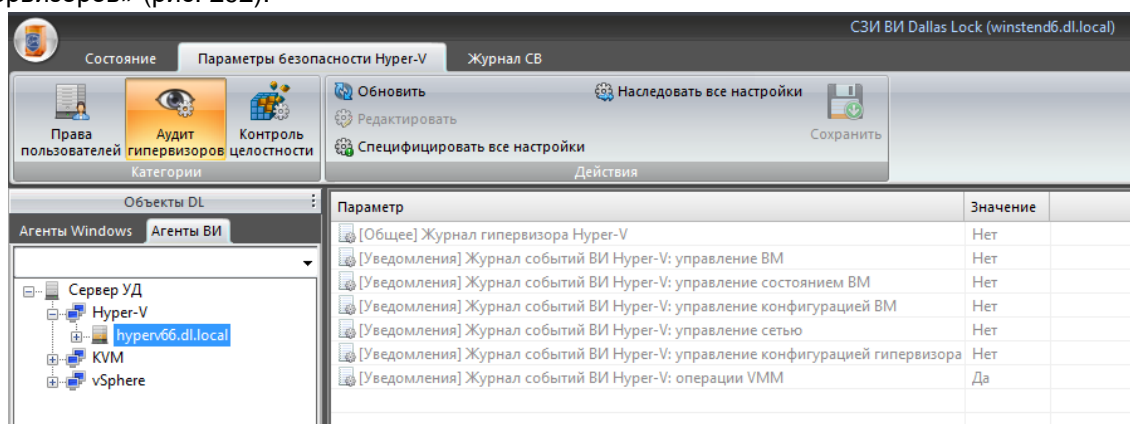 рвизоров» (рис. 262).
СЗИ ВИ Dallas Lock (winstend6.dl.local)
Состояние Параметры безопасности Hyper-V Журнал СВ
Обновить Наследовать все настройки
Редактировать
Права пользователей Аудит гипервизоров Контроль целостности Сохранить
Специфицировать все настройки
Категории Действия
Объекты DL Параметр Значение
Агенты Windows Агенты ВИ
[Общее] Журнал гипервизора Hyper-V Нет
[Уведомления] Журнал событий ВИ Hyper-V: управление ВМ Нет
Сервер УД [Уведомления] Журнал событий ВИ Hyper-V: управление состоянием ВМ Нет
Hyper-V [Уведомления] Журнал событий ВИ Hyper-V: управление конфигурацией ВМ Нет
hyperv66.dl.local [Уведомления] Журнал событий ВИ Hyper-V: управление сетью Нет
KVM [Уведомления] Журнал событий ВИ Hyper-V: управление конфигурацией гипервизора Нет
vSphere [Уведомления] Журнал событий ВИ Hyper-V: операции VMM Да